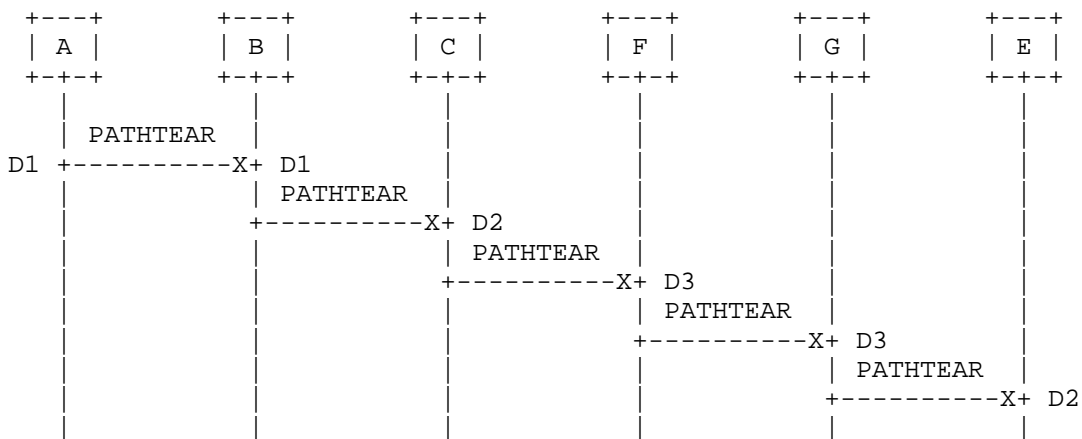 A B C F G E
PATHTEAR
D1 X D1
PATHTEAR
X D2
PATHTEAR
X D3
PATHTEAR
X D3
PATHTEAR
X D2